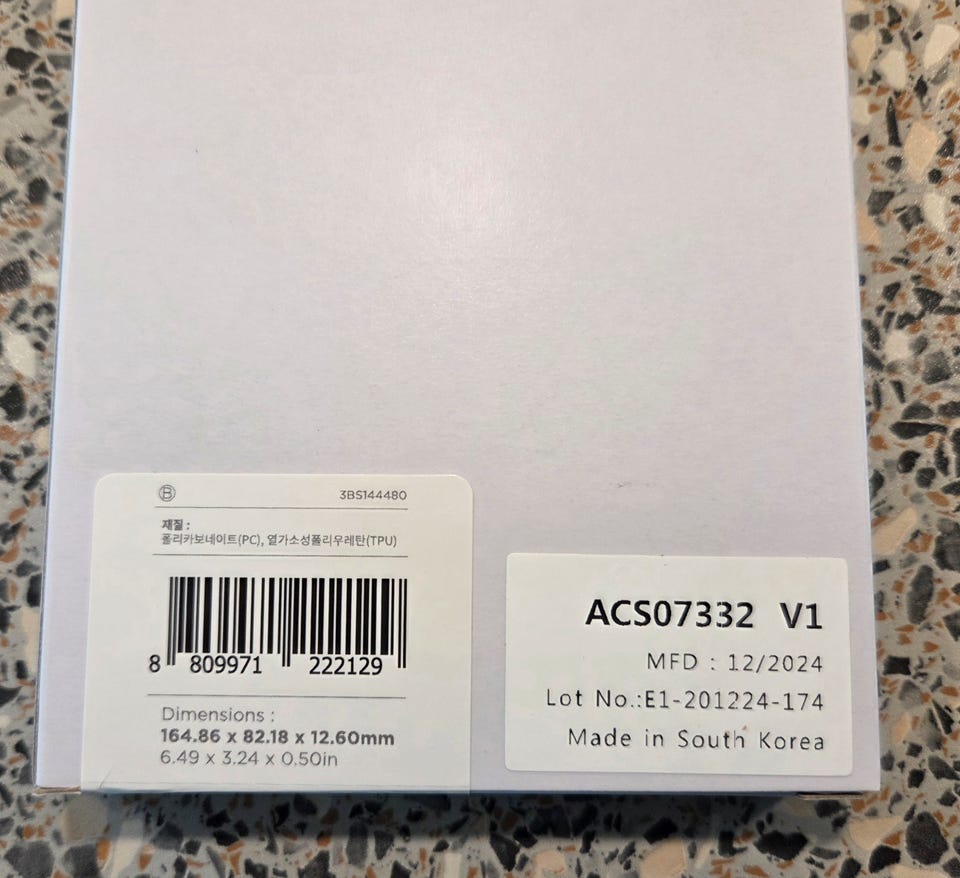 Ⓑ 3BS144480
재질 :
폴리카보네이트(PC), 열가소성폴리우레탄(TPU)
8 809971 222129
Dimensions :
164.86 x 82.18 x 12.60mm
6.49 x 3.24 x 0.50in
ACS07332 V1
MFD : 12/2024
Lot No.:E1-201224-174
Made in South Korea